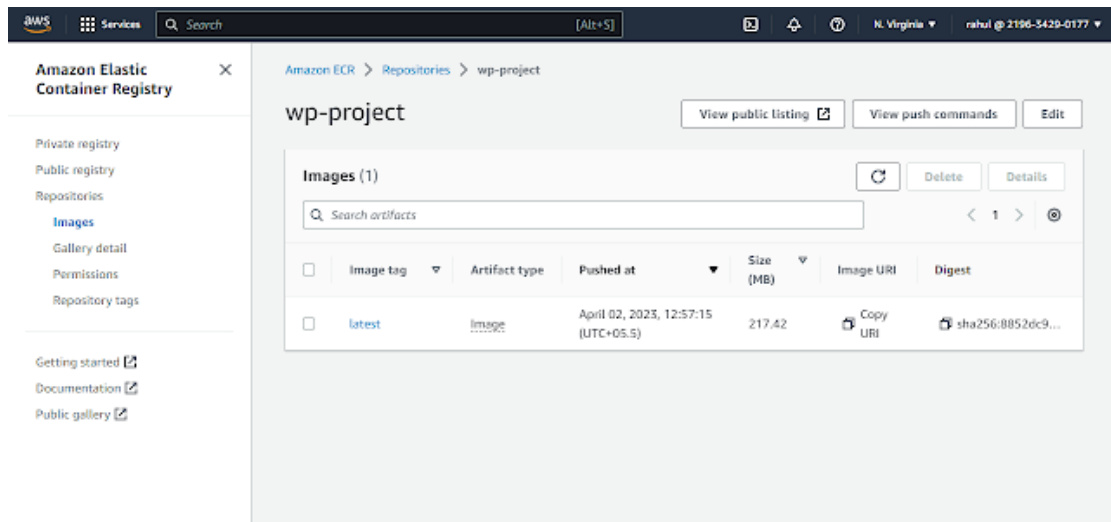 aws Services Search [Alt+S] N. Virginia ▼ rahul @ 2196-3429-0177 ▼
Amazon Elastic
Container Registry
Private registry
Public registry
Repositories
Images
Gallery detail
Permissions
Repository tags
Getting started
Documentation
Public gallery
Amazon ECR > Repositories > wp-project
wp-project
View public listing View push commands Edit
Images (1)
Delete Details
Search artifacts
< 1 >
Image tag Artifact type Pushed at Size (MB) Image URI Digest
latest Image April 02, 2023, 12:57:15 (UTC+05.5) 217.42 Copy URI sha256:8852dc9...